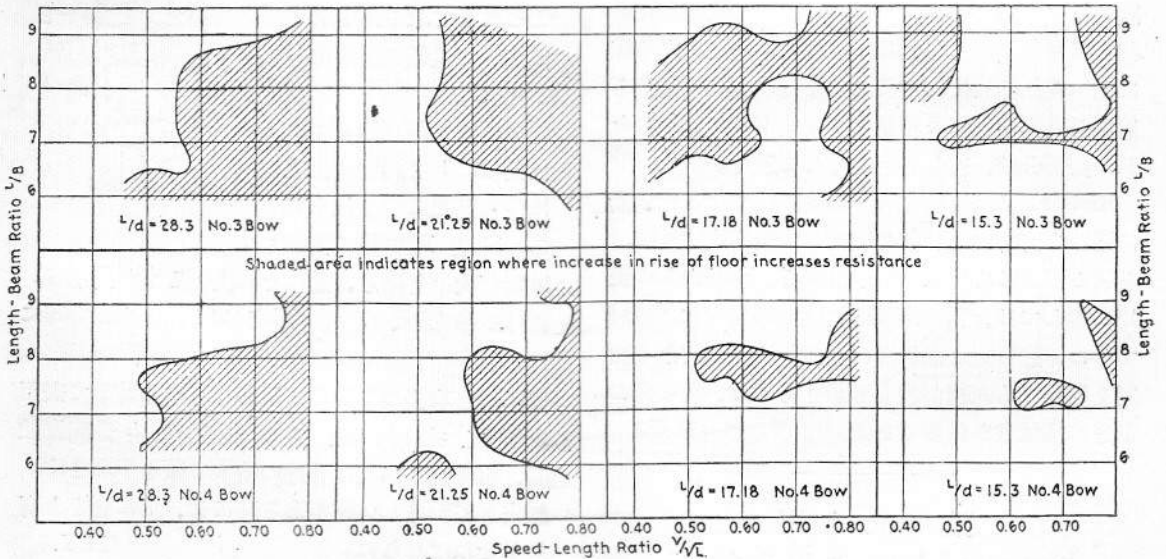 Length-Beam Ratio L/B
9
8
7
6
9
8
7
6
L/d = 28.3 No.3 Bow
L/d = 21.25 No.3 Bow
L/d = 17.18 No.3 Bow
L/d = 15.3 No.3 Bow
9
8
7
6
Length-Beam Ratio L/B
Shaded area indicates region where increase in rise of floor increases resistance
L/d = 28.3 No.4 Bow
L/d = 21.25 No.4 Bow
L/d = 17.18 No.4 Bow
L/d = 15.3 No.4 Bow
9
8
7
6
0.40 0.50 0.60 0.70 0.80 0.40 0.50 0.60 0.70 0.80 0.40 0.50 0.60 0.70 0.80 0.40 0.50 0.60 0.70
Speed-Length Ratio V/√L